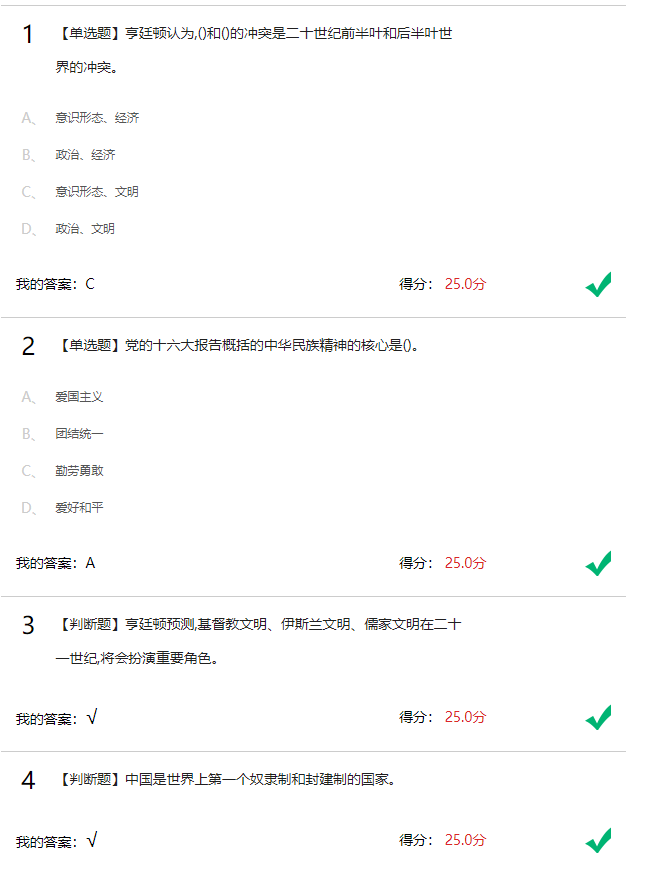 1 【单选题】亨廷顿认为,()和()的冲突是二十世纪前半叶和后半叶世
界的冲突。
A、 意识形态、经济
B、 政治、经济
C、 意识形态、文明
D、 政治、文明
我的答案：C 得分： 25.0分
2 【单选题】党的十六大报告概括的中华民族精神的核心是()。
A、 爱国主义
B、 团结统一
C、 勤劳勇敢
D、 爱好和平
我的答案：A 得分： 25.0分
3 【判断题】亨廷顿预测,基督教文明、伊斯兰文明、儒家文明在二十
一世纪,将会扮演重要角色。
我的答案：√ 得分： 25.0分
4 【判断题】中国是世界上第一个奴隶制和封建制的国家。
我的答案：√ 得分： 25.0分